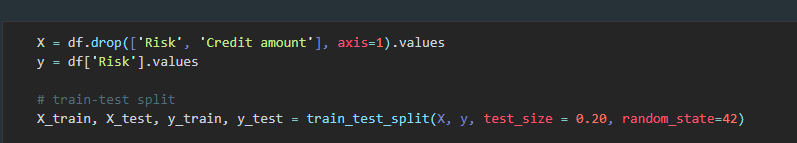 X = df.drop(['Risk', 'Credit amount'], axis=1).values
y = df['Risk'].values
# train-test split
X_train, X_test, y_train, y_test = train_test_split(X, y, test_size = 0.20, random_state=42)